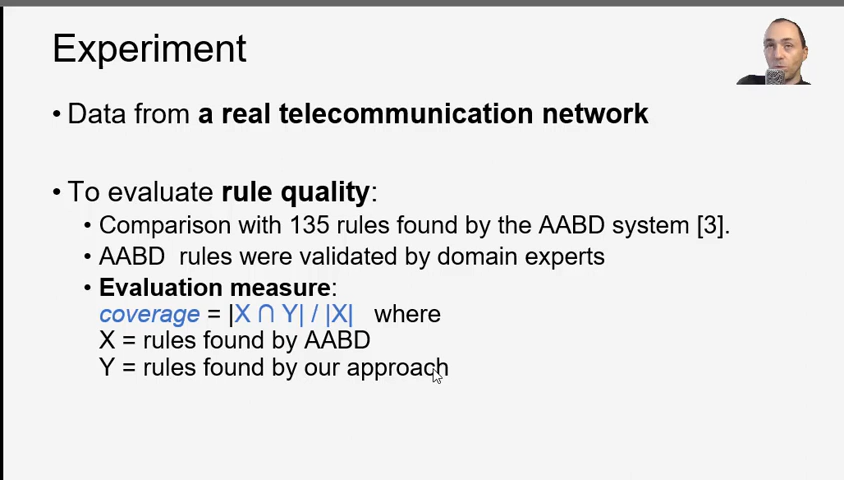 Experiment
• Data from a real telecommunication network
• To evaluate rule quality:
• Comparison with 135 rules found by the AABD system [3].
• AABD rules were validated by domain experts
• Evaluation measure:
coverage = |X ∩ Y| / |X| where
X = rules found by AABD
Y = rules found by our approach